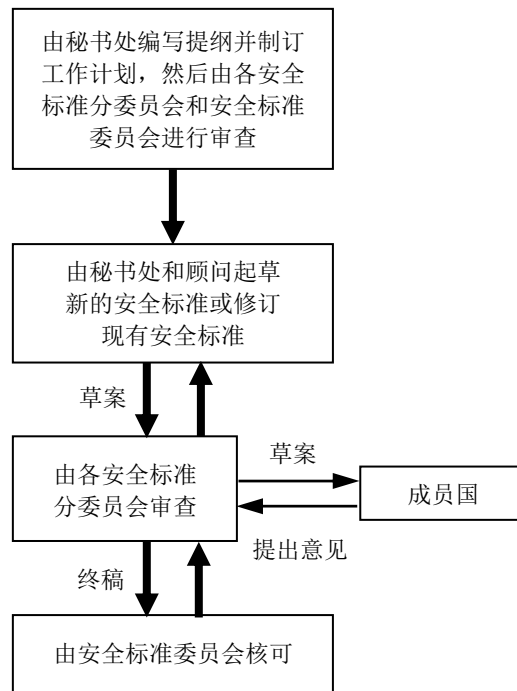 由秘书处编写提纲并制订
工作计划，然后由各安全
标准分委员会和安全标准
委员会进行审查
由秘书处和顾问起草
新的安全标准或修订
现有安全标准
草案
草案
由各安全标准
分委员会审查
成员国
提出意见
终稿
由安全标准委员会核可